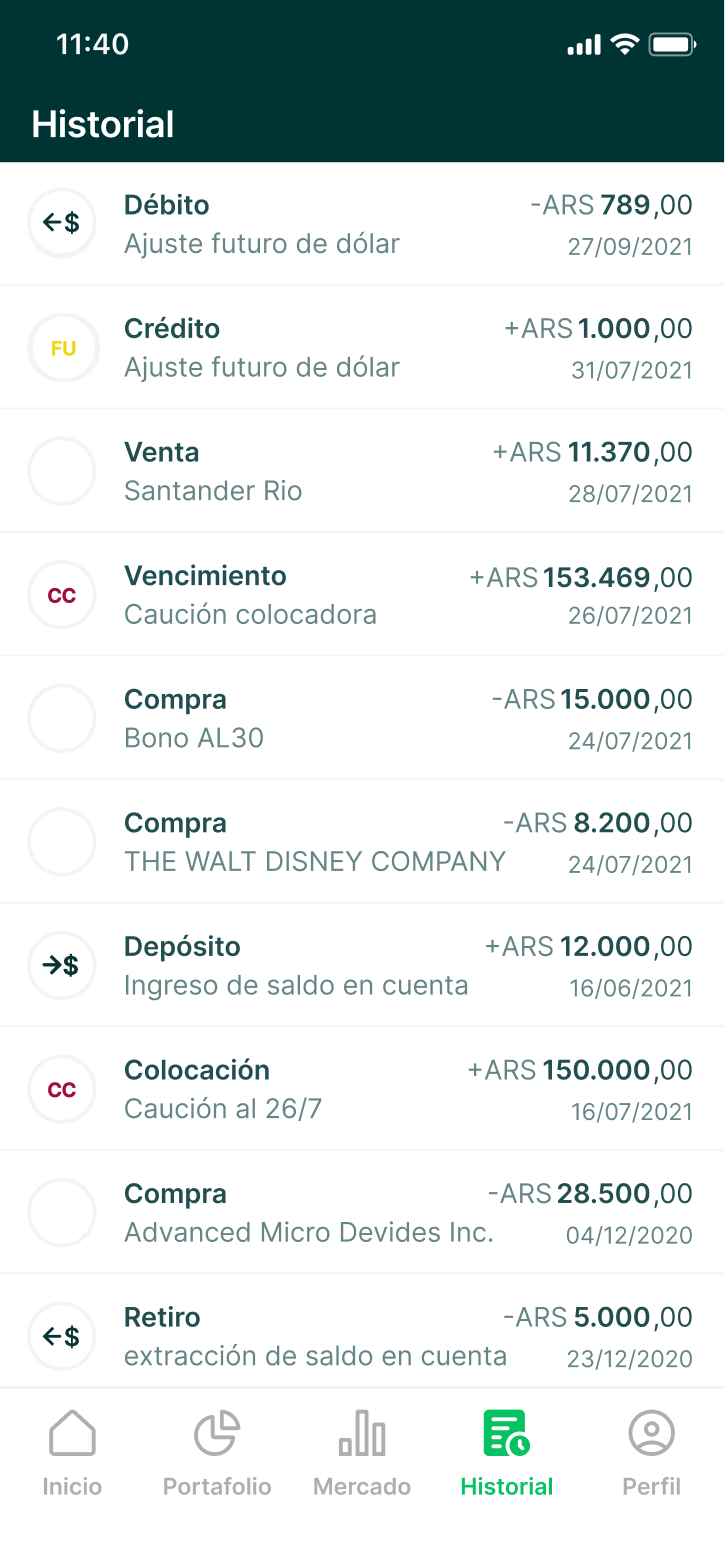 11:40
Historial
←$
Débito
-ARS 789,00
Ajuste futuro de dólar
27/09/2021
FU
Crédito
+ARS 1.000,00
Ajuste futuro de dólar
31/07/2021
Venta
+ARS 11.370,00
Santander Rio
28/07/2021
CC
Vencimiento
+ARS 153.469,00
Caución colocadora
26/07/2021
Compra
-ARS 15.000,00
Bono AL30
24/07/2021
Compra
-ARS 8.200,00
THE WALT DISNEY COMPANY
24/07/2021
→$
Depósito
+ARS 12.000,00
Ingreso de saldo en cuenta
16/06/2021
CC
Colocación
+ARS 150.000,00
Caución al 26/7
16/07/2021
Compra
-ARS 28.500,00
Advanced Micro Devides Inc.
04/12/2020
←$
Retiro
-ARS 5.000,00
extracción de saldo en cuenta
23/12/2020
Inicio
Portafolio
Mercado
Historial
Perfil